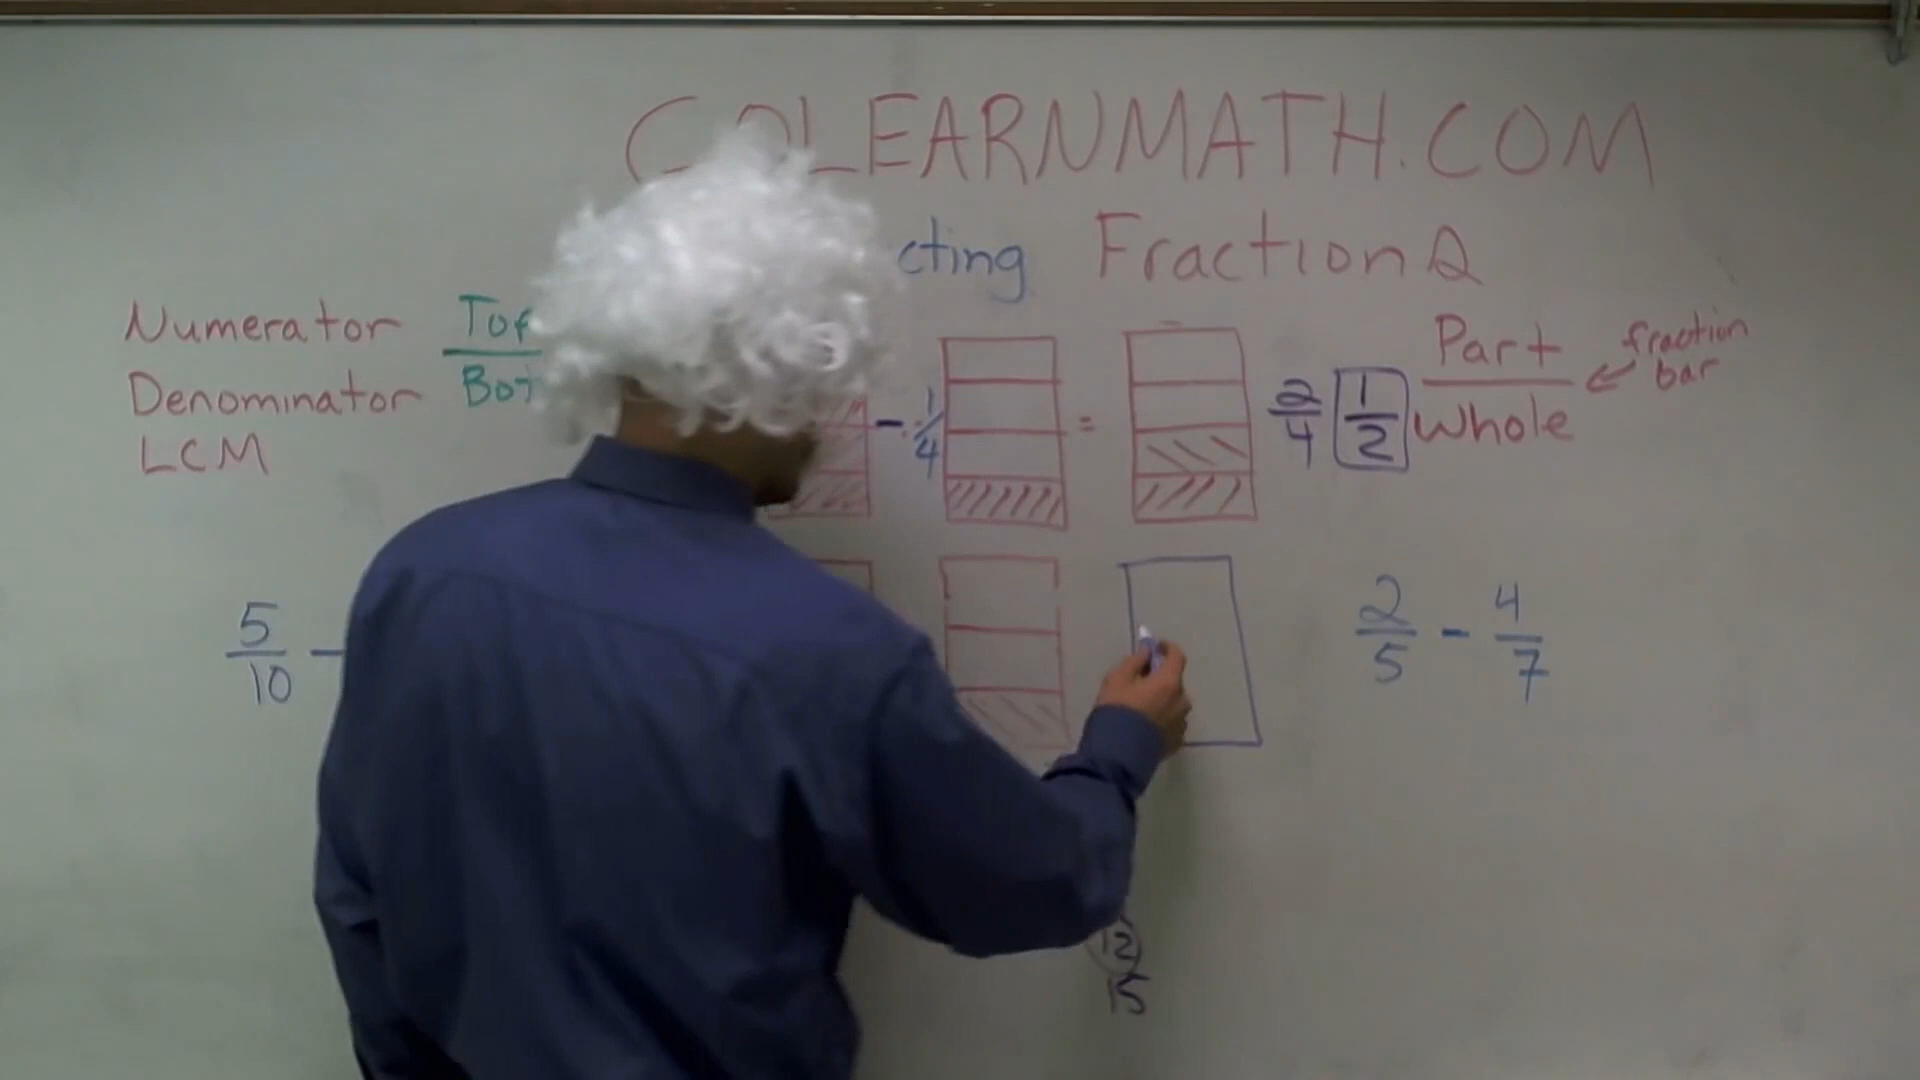 COLEARNMATH.COM
cting Fractions
Numerator Top
Denominator Bot
LCM
- 1/4 = 2/4 1/2
Part
Whole
fraction
bar
5/10 -
2/5 - 4/7
12
15